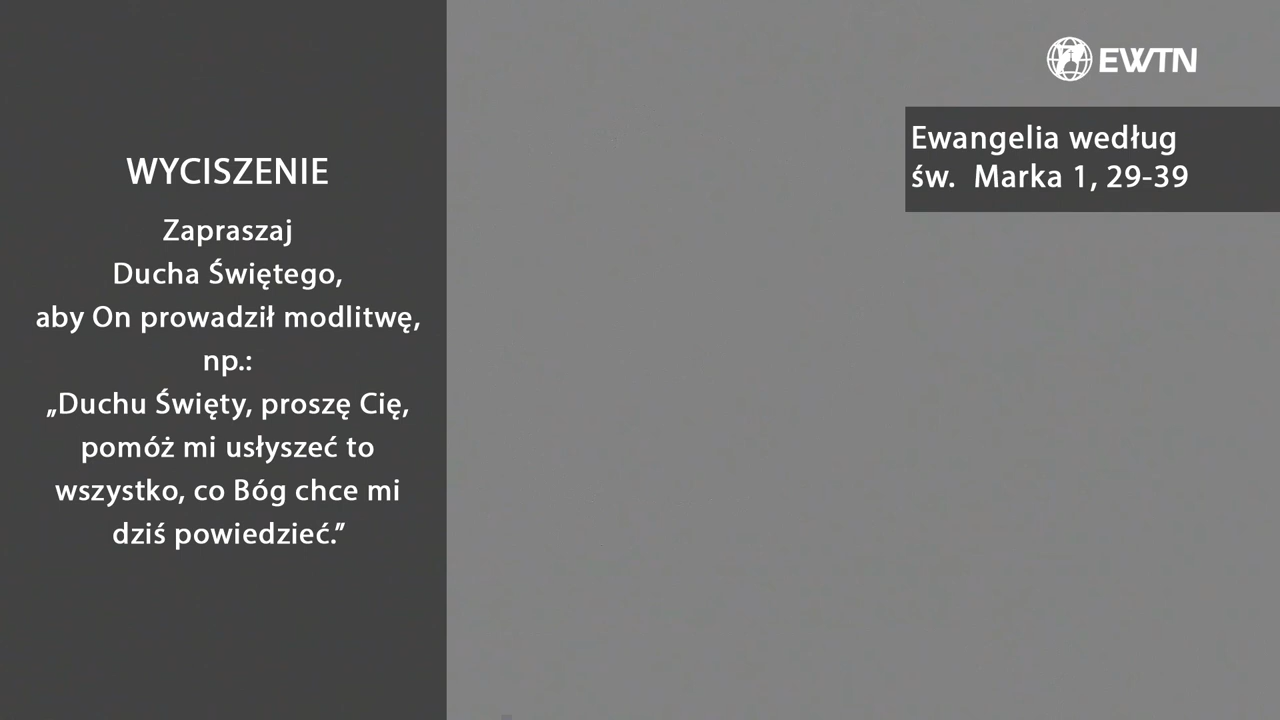 WYCISZENIE
Zapraszaj
Ducha Świętego,
aby On prowadził modlitwę,
np.:
„Duchu Święty, proszę Cię,
pomóż mi usłyszeć to
wszystko, co Bóg chce mi
dziś powiedzieć.”
EWTN
Ewangelia według
św. Marka 1, 29-39